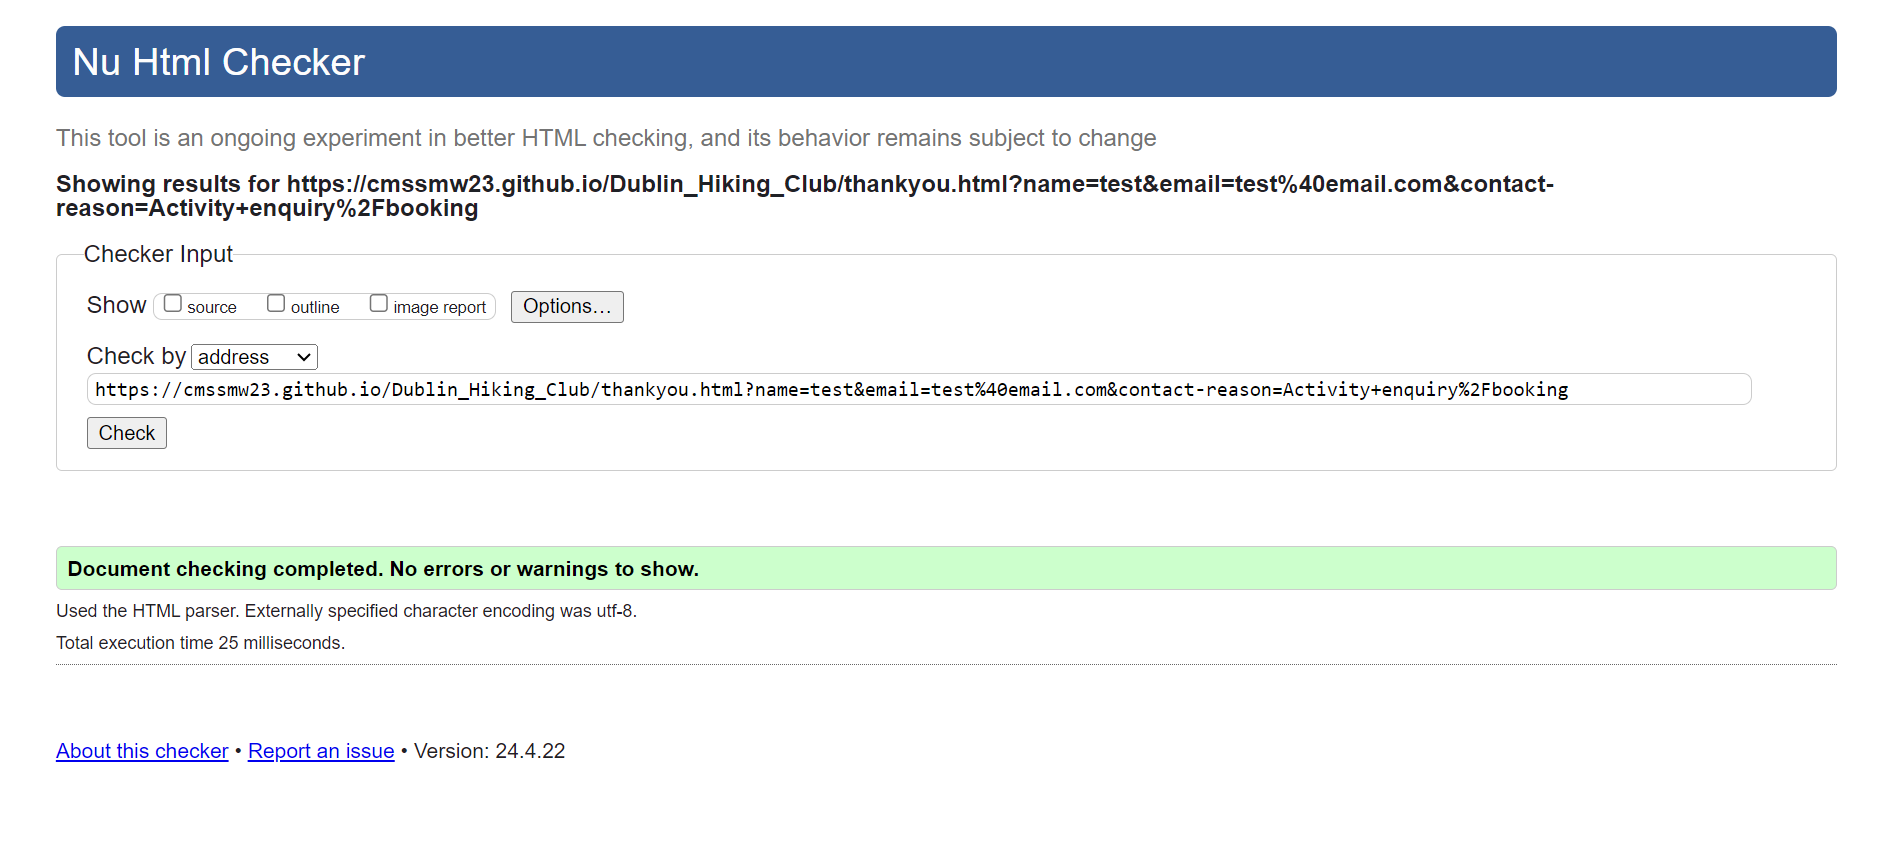 Nu Html Checker
This tool is an ongoing experiment in better HTML checking, and its behavior remains subject to change
Showing results for https://cmssmw23.github.io/Dublin_Hiking_Club/thankyou.html?name=test&email=test%40email.com&contact-
reason=Activity+enquiry%2Fbooking
Checker Input
Show source outline image report Options...
Check by address
https://cmssmw23.github.io/Dublin_Hiking_Club/thankyou.html?name=test&email=test%40email.com&contact-reason=Activity+enquiry%2Fbooking
Check
Document checking completed. No errors or warnings to show.
Used the HTML parser. Externally specified character encoding was utf-8.
Total execution time 25 milliseconds.
About this checker • Report an issue • Version: 24.4.22